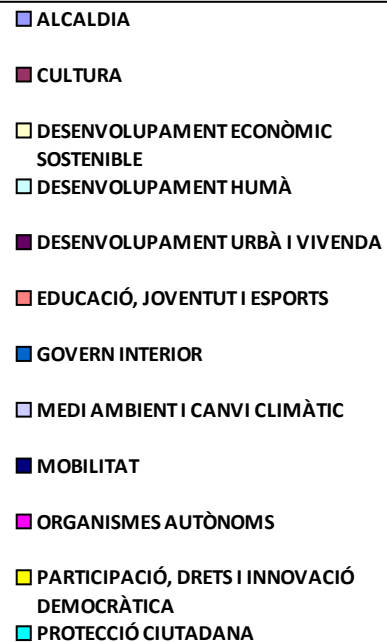 ALCALDIA
CULTURA
DESENVOLUPAMENT ECONÒMIC
SOSTENIBLE
DESENVOLUPAMENT HUMÀ
DESENVOLUPAMENT URBÀ I VIVENDA
EDUCACIÓ, JOVENTUT I ESPORTS
GOVERN INTERIOR
MEDI AMBIENT I CANVI CLIMÀTIC
MOBILITAT
ORGANISMES AUTÒNOMS
PARTICIPACIÓ, DRETS I INNOVACIÓ
DEMOCRÀTICA
PROTECCIÓ CIUTADANA